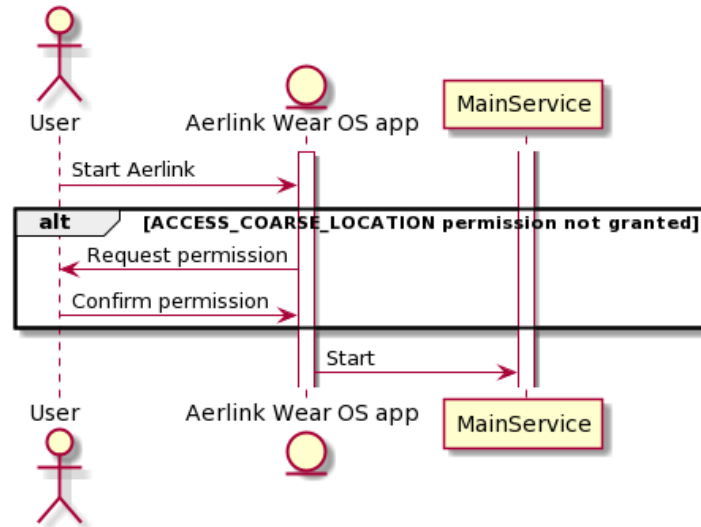 User
Aerlink Wear OS app
MainService
Start Aerlink
alt
[ACCESS_COARSE_LOCATION permission not granted]
Request permission
Confirm permission
Start
User
Aerlink Wear OS app
MainService